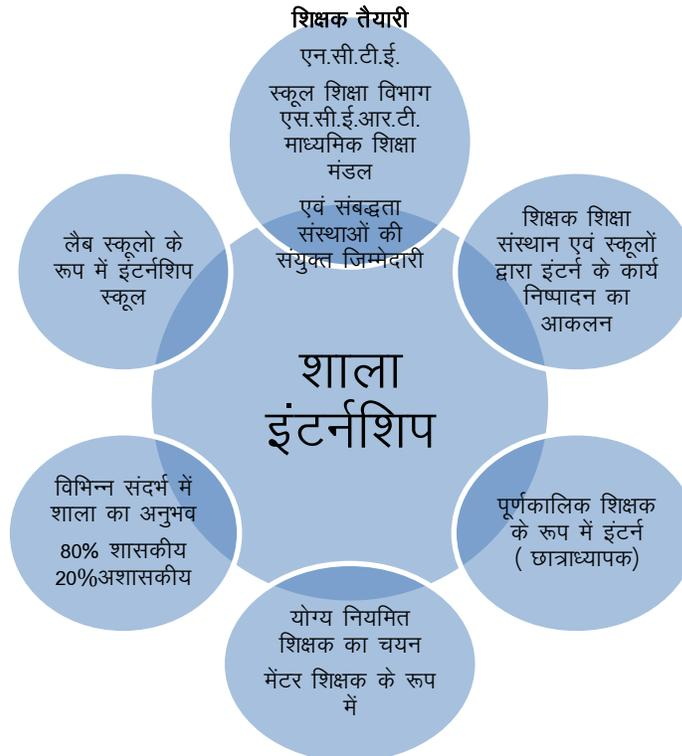 शिक्षक तैयारी
एन.सी.टी.ई.
स्कूल शिक्षा विभाग
एस.सी.ई.आर.टी.
माध्यमिक शिक्षा
मंडल
एवं संबद्धता
संस्थाओं की
संयुक्त जिम्मेदारी
शिक्षक शिक्षा
संस्थान एवं स्कूलों
द्वारा इंटर्न के कार्य
निष्पादन का
आकलन
पूर्णकालिक शिक्षक
के रूप में इंटर्न
( छात्राध्यापक)
योग्य नियमित
शिक्षक का चयन
मेंटर शिक्षक के रूप
में
विभिन्न संदर्भ में
शाला का अनुभव
80% शासकीय
20%अशासकीय
लैब स्कूलो के
रूप में इंटर्नशिप
स्कूल
शाला
इंटर्नशिप